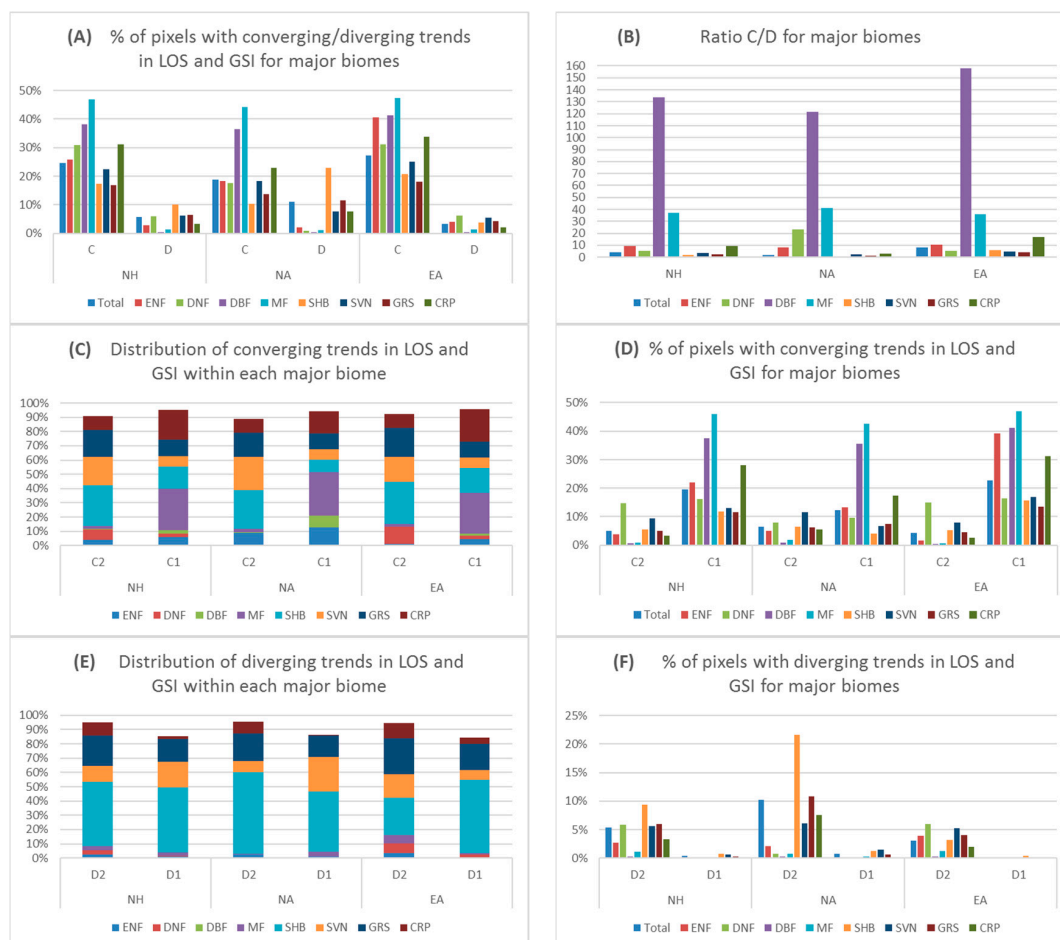 (A) % of pixels with converging/diverging trends
in LOS and GSI for major biomes
50%
40%
30%
20%
10%
0%
C D C D C D
NH NA EA
Total ENF DNF DBF MF SHB SVN GRS CRP
(B) Ratio C/D for major biomes
160
150
140
130
120
110
100
90
80
70
60
50
40
30
20
10
0
NH NA EA
Total ENF DNF DBF MF SHB SVN GRS CRP
(C) Distribution of converging trends in LOS and
GSI within each major biome
100%
90%
80%
70%
60%
50%
40%
30%
20%
10%
0%
C2 C1 C2 C1 C2 C1
NH NA EA
ENF DNF DBF MF SHB SVN GRS CRP
(D) % of pixels with converging trends in LOS and
GSI for major biomes
50%
40%
30%
20%
10%
0%
C2 C1 C2 C1 C2 C1
NH NA EA
Total ENF DNF DBF MF SHB SVN GRS CRP
(E) Distribution of diverging trends in LOS and
GSI within each major biome
100%
90%
80%
70%
60%
50%
40%
30%
20%
10%
0%
D2 D1 D2 D1 D2 D1
NH NA EA
ENF DNF DBF MF SHB SVN GRS CRP
(F) % of pixels with diverging trends in LOS and
GSI for major biomes
25%
20%
15%
10%
5%
0%
D2 D1 D2 D1 D2 D1
NH NA EA
Total ENF DNF DBF MF SHB SVN GRS CRP